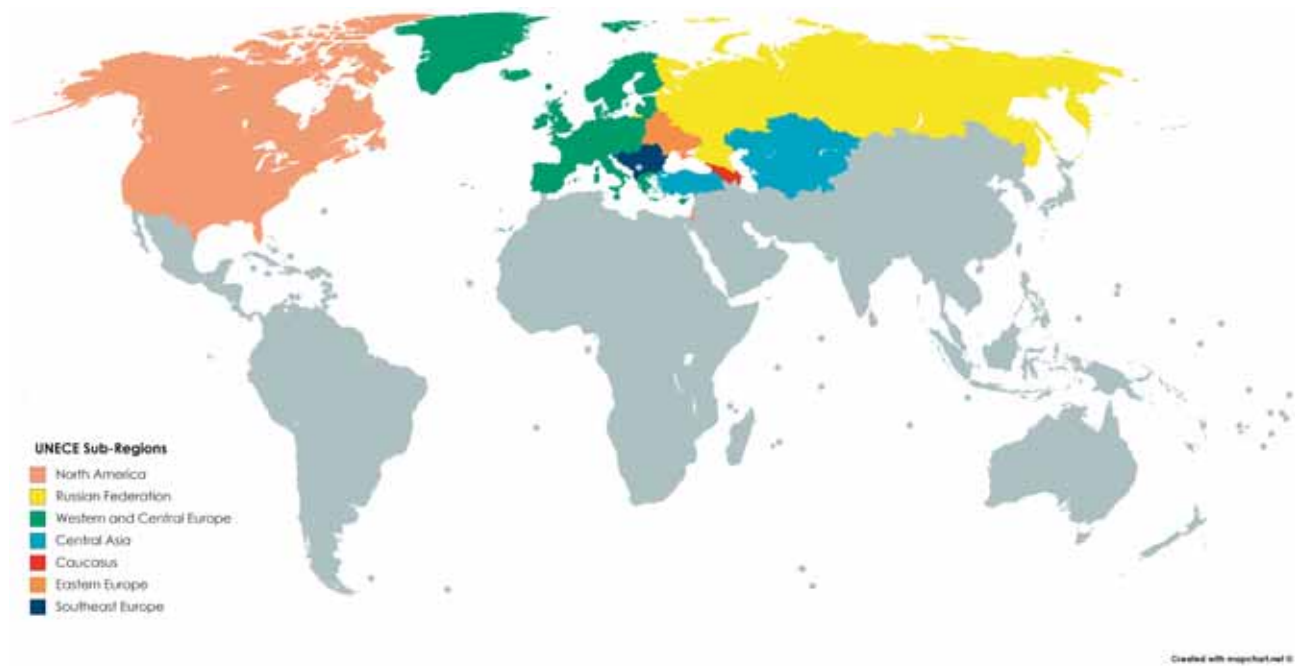 UNECE Sub-Regions
North America
Russian Federation
Western and Central Europe
Central Asia
Caucasus
Eastern Europe
Southeast Europe
Created with mapchart.net ©